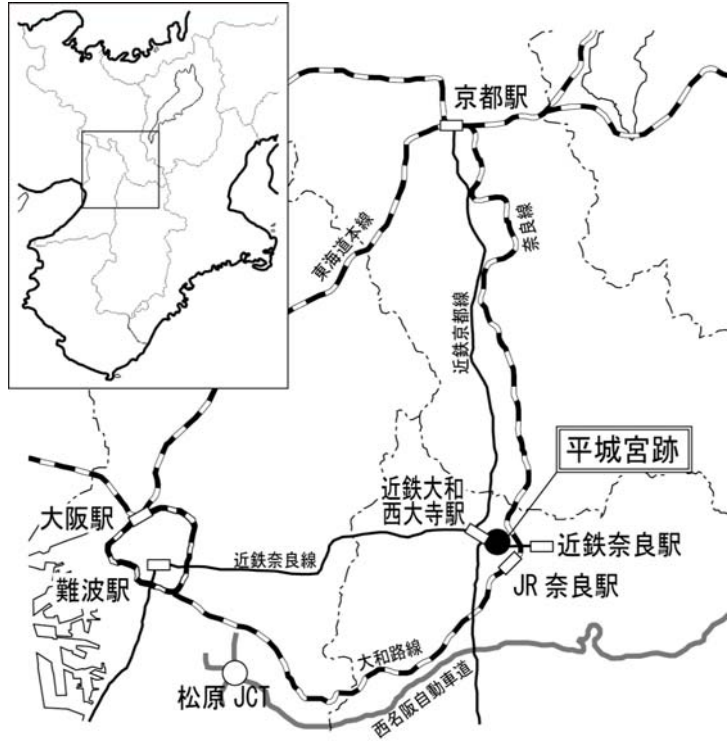 京都駅
東海道本線
奈良線
近鉄京都線
平城宮跡
近鉄大和
西大寺駅
大阪駅
近鉄奈良線
近鉄奈良駅
難波駅
JR 奈良駅
大和路線
松原 JCT
西名阪自動車道